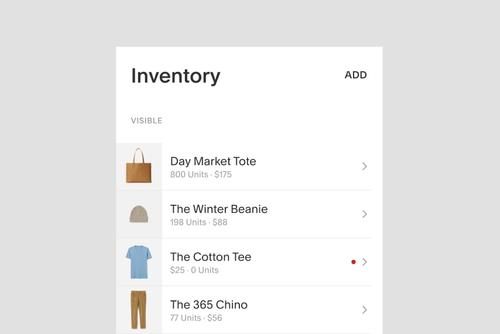 Inventory
ADD
VISIBLE
Day Market Tote
800 Units · $175
The Winter Beanie
198 Units · $88
The Cotton Tee
$25 · 0 Units
The 365 Chino
77 Units · $56